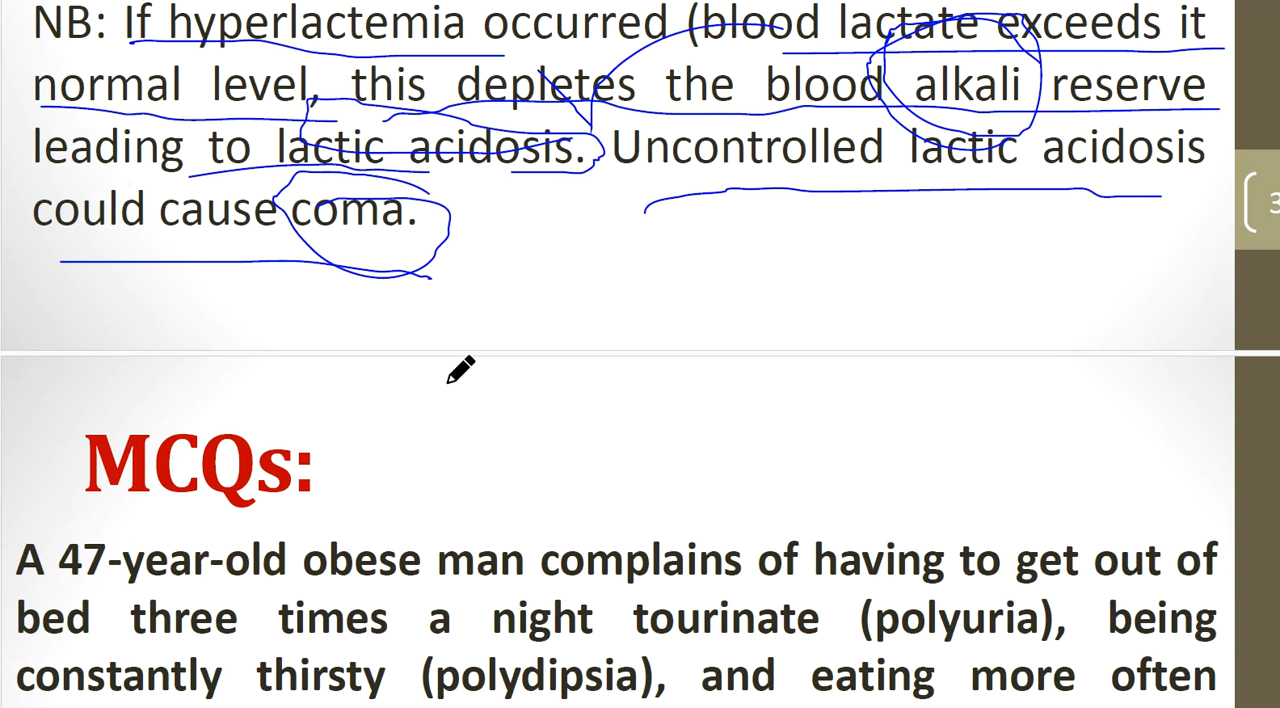 NB: If hyperlactemia occurred (blood lactate exceeds it
normal level, this depletes the blood alkali reserve
leading to lactic acidosis. Uncontrolled lactic acidosis
could cause coma.
3
MCQs:
A 47-year-old obese man complains of having to get out of
bed three times a night tourinate (polyuria), being
constantly thirsty (polydipsia), and eating more often